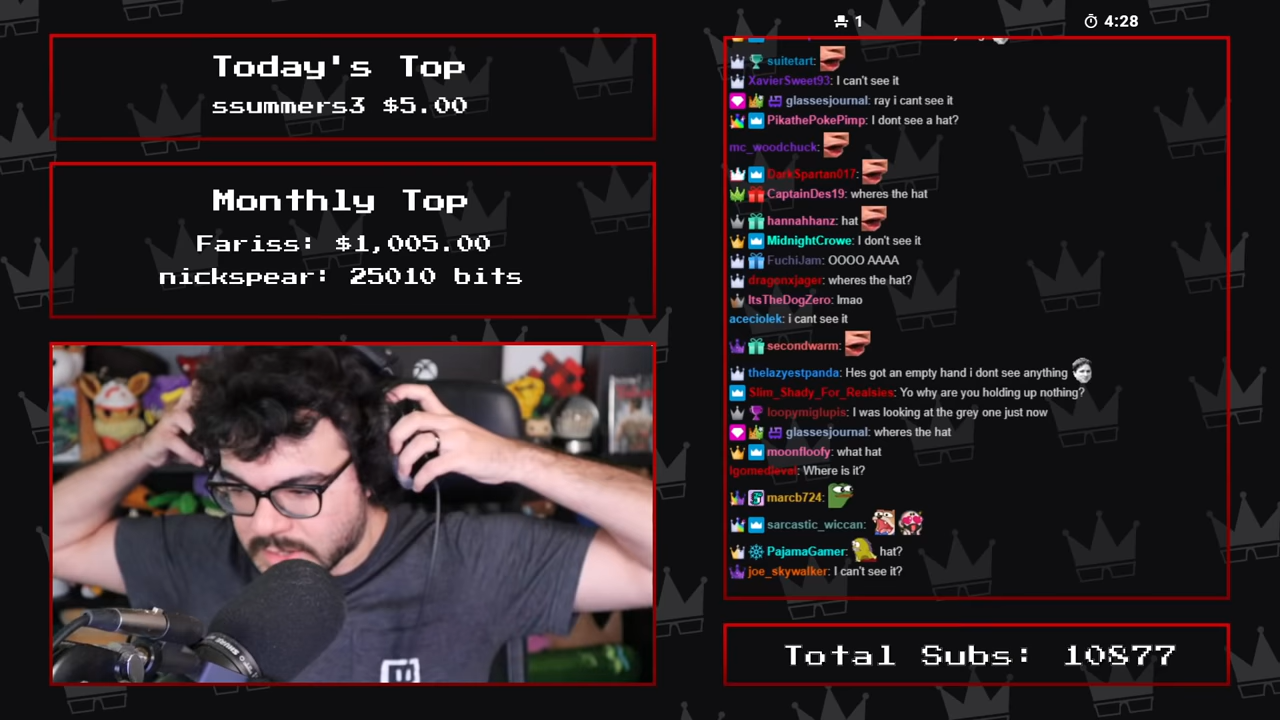 Today's Top
ssummers3 $5.00
Monthly Top
Fariss: $1,005.00
nickspear: 25010 bits
1
4:28
suitetart:
XavierSweet93: I can't see it
glassesjournal: ray i cant see it
PikathePokePimp: I dont see a hat?
mc_woodchuck:
DarkSpartan017:
CaptainDes19: wheres the hat
hannahhanz: hat
MidnightCrowe: I don't see it
FuchiJam: OOOO AAAA
dragonxjager: wheres the hat?
ItsTheDogZero: lmao
aceciolek: i cant see it
secondwarm:
thelazyestpanda: Hes got an empty hand i dont see anything
Slim_Shady_For_Realsies: Yo why are you holding up nothing?
loopymiglupis: I was looking at the grey one just now
glassesjournal: wheres the hat
moonfloofy: what hat
lgomedieval: Where is it?
marcb724:
sarcastic_wiccan:
PajamaGamer: hat?
joe_skywalker: I can't see it?
Total Subs: 10877